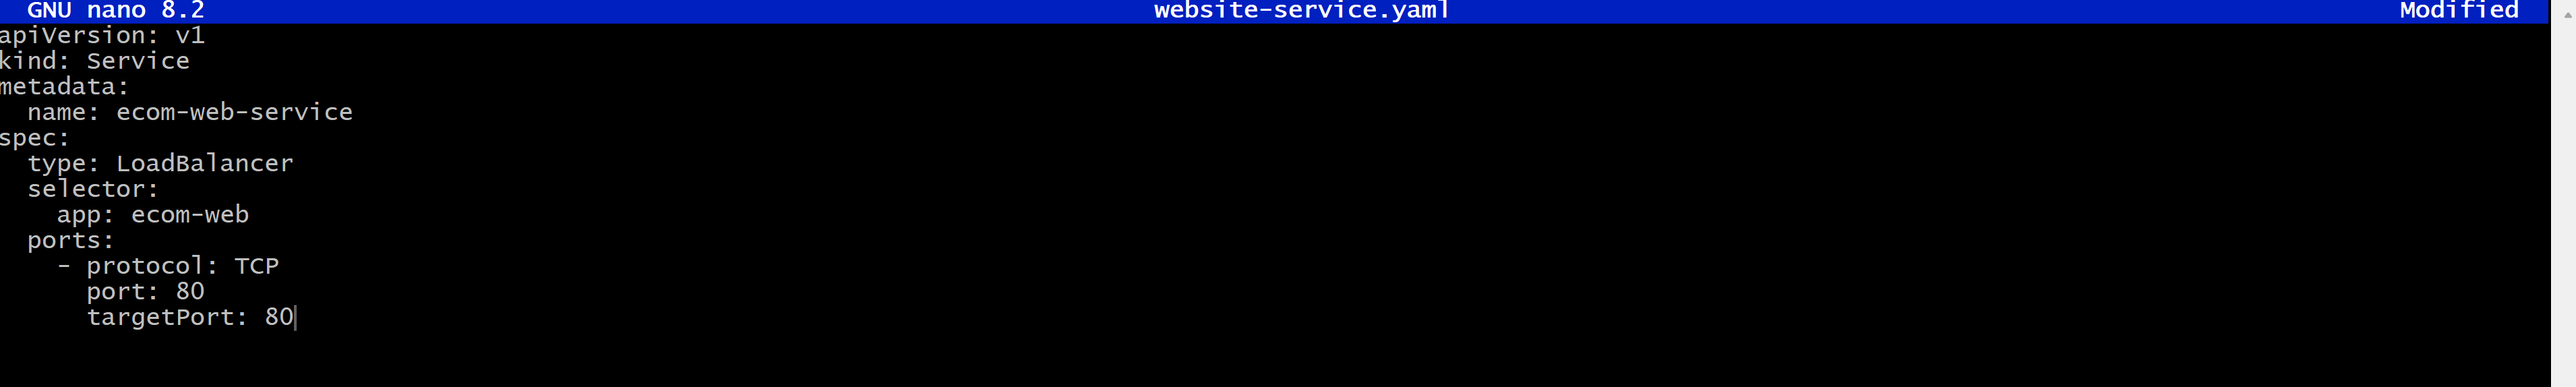 GNU nano 8.2 website-service.yaml Modified
apiVersion: v1
kind: Service
metadata:
  name: ecom-web-service
spec:
  type: LoadBalancer
  selector:
    app: ecom-web
  ports:
    - protocol: TCP
      port: 80
      targetPort: 80